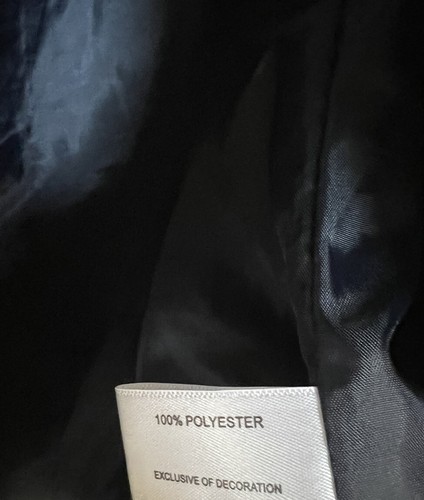 100% POLYESTER
EXCLUSIVE OF DECORATION